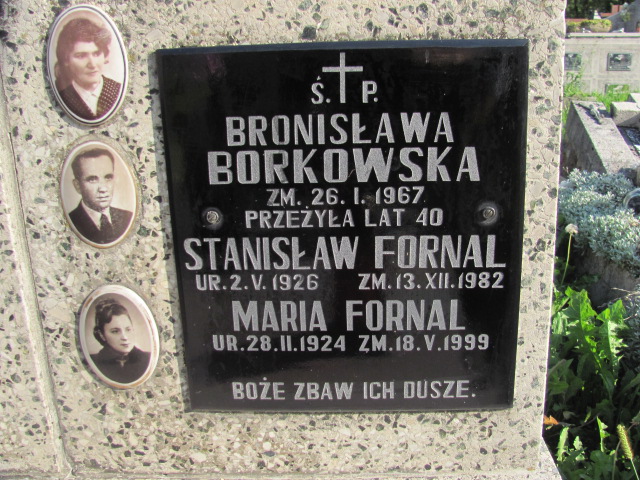 Ś. P.
BRONISŁAWA
BORKOWSKA
ZM. 26. I. 1967
PRZEŻYŁA LAT 40
STANISŁAW FORNAL
UR. 2. V. 1926 ZM. 13. XII. 1982
MARIA FORNAL
UR. 28. II. 1924 ZM. 18. V. 1999
BOŻE ZBAW ICH DUSZE.